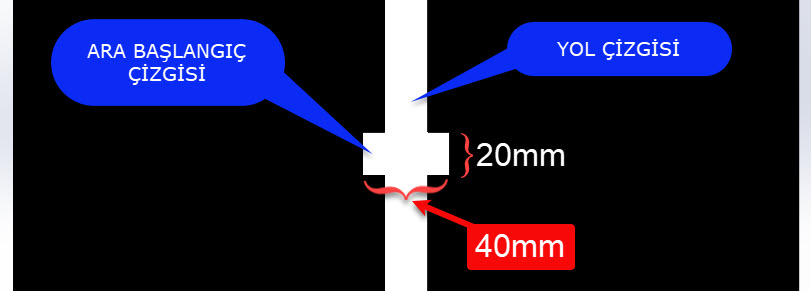 ARA BAŞLANGIÇ
ÇİZGİSİ
YOL ÇİZGİSİ
20mm
40mm